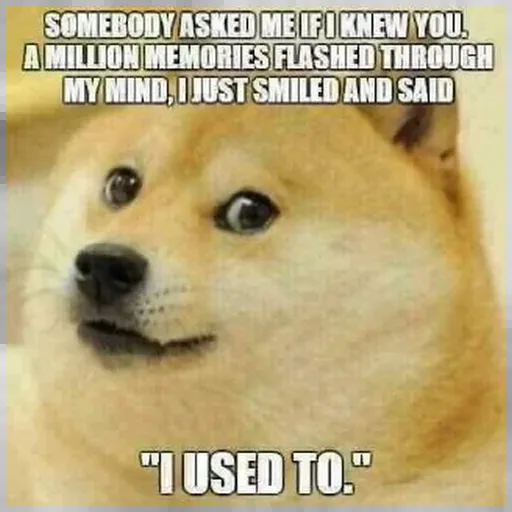 SOMEBODY ASKED ME IF I KNEW YOU.
A MILLION MEMORIES FLASHED THROUGH
MY MIND, I JUST SMILED AND SAID
"I USED TO."